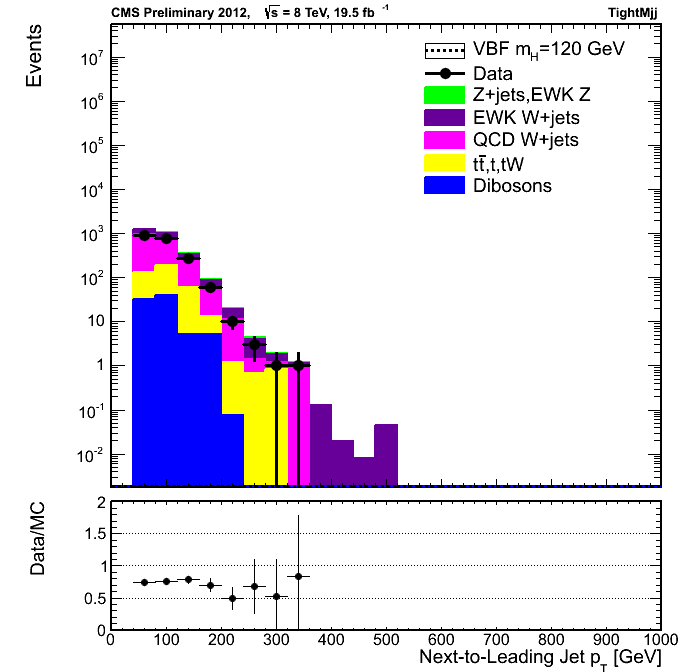 CMS Preliminary 2012, √s = 8 TeV, 19.5 fb⁻¹ TightMjj
Events
10⁷
10⁶
10⁵
10⁴
10³
10²
10
1
10⁻¹
10⁻²
VBF m_H=120 GeV
Data
Z+jets,EWK Z
EWK W+jets
QCD W+jets
tt̄,t,tW
Dibosons
Data/MC
2
1.5
1
0.5
0
0 100 200 300 400 500 600 700 800 900 1000
Next-to-Leading Jet p_T [GeV]